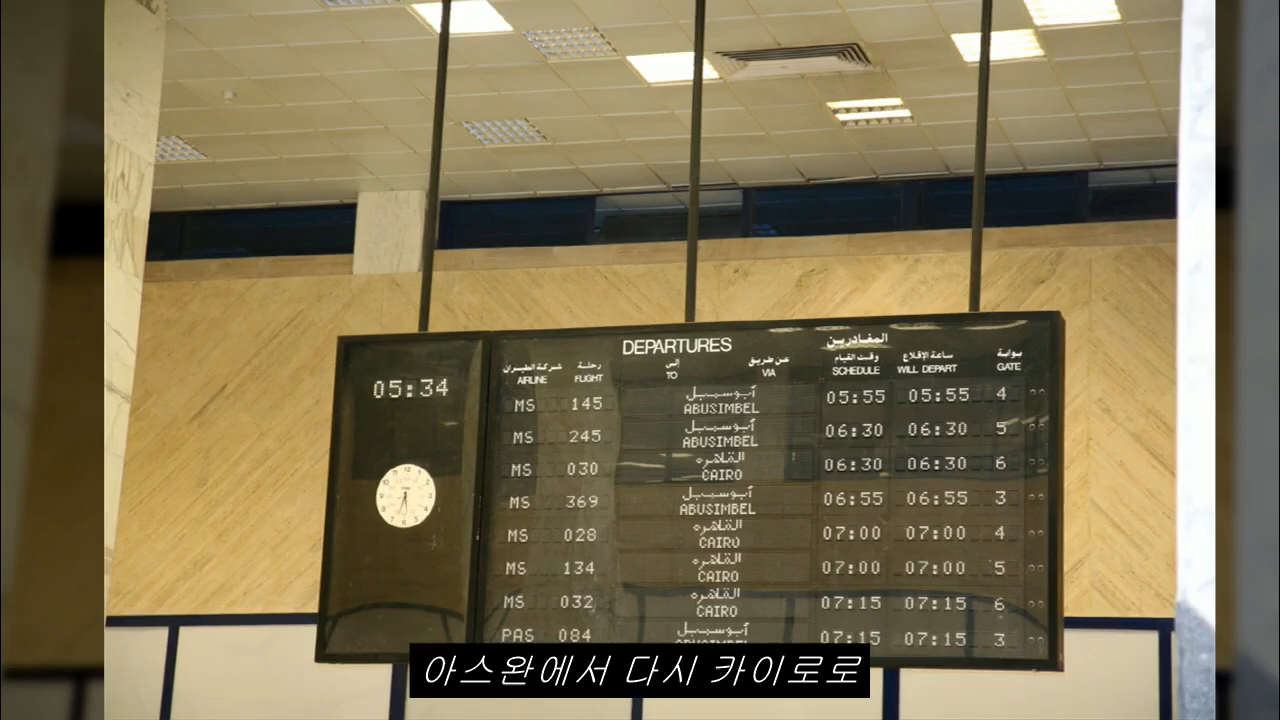 DEPARTURES المغادرين
شركة الطيران رحلة إلى عن طريق وقت القيام ساعة الإقلاع بوابة
AIRLINE FLIGHT TO VIA SCHEDULE WILL DEPART GATE
05:34
أبوسمبل
MS 145 ABUSIMBEL 05:55 05:55 4
أبوسمبل
MS 245 ABUSIMBEL 06:30 06:30 5
القاهره
MS 030 CAIRO 06:30 06:30 6
أبوسمبل
MS 369 ABUSIMBEL 06:55 06:55 3
القاهره
MS 028 CAIRO 07:00 07:00 4
القاهره
MS 134 CAIRO 07:00 07:00 5
القاهره
MS 032 CAIRO 07:15 07:15 6
أبوسمبل
PAS 084 07:15 07:15 3
아스완에서 다시 카이로로